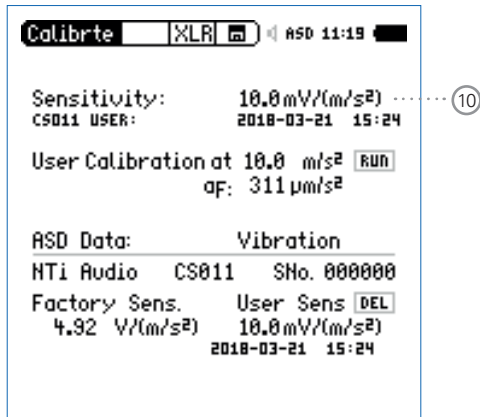 Calibrte XLR ASD 11:19
Sensitivity: 10.0mV/(m/s²) 10
CS011 USER: 2018-03-21 15:24
User Calibration at 10.0 m/s² RUN
aF: 311µm/s²
ASD Data: Vibration
NTi Audio CS011 SNo. 000000
Factory Sens. User Sens DEL
4.92 V/(m/s²) 10.0mV/(m/s²)
2018-03-21 15:24